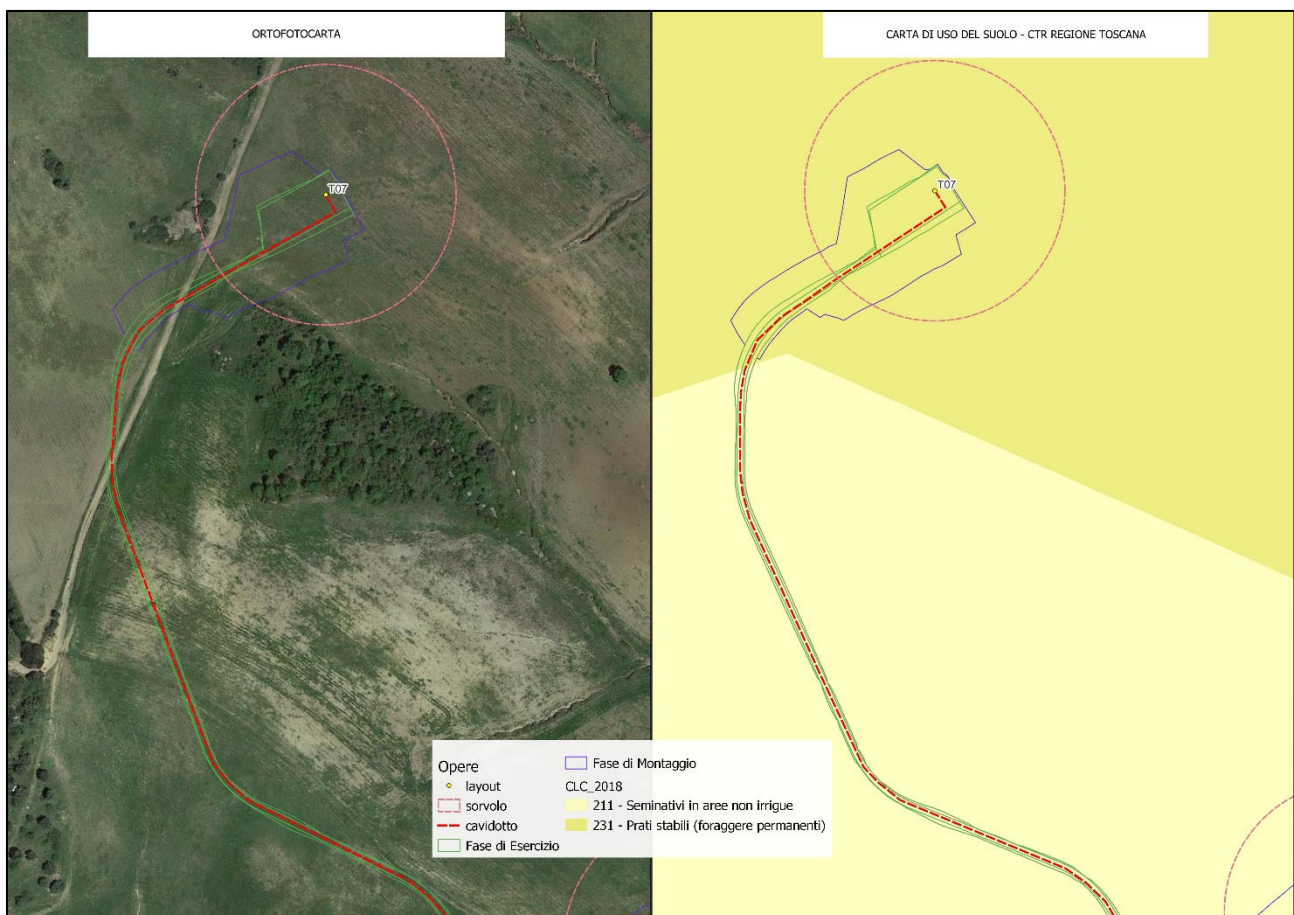 ORTOFOTOCARTA
CARTA DI USO DEL SUOLO - CTR REGIONE TOSCANA
T07
T07
Opere
layout
sorvolo
cavidotto
Fase di Esercizio
Fase di Montaggio
CLC_2018
211 - Seminativi in aree non irrigue
231 - Prati stabili (foraggere permanenti)